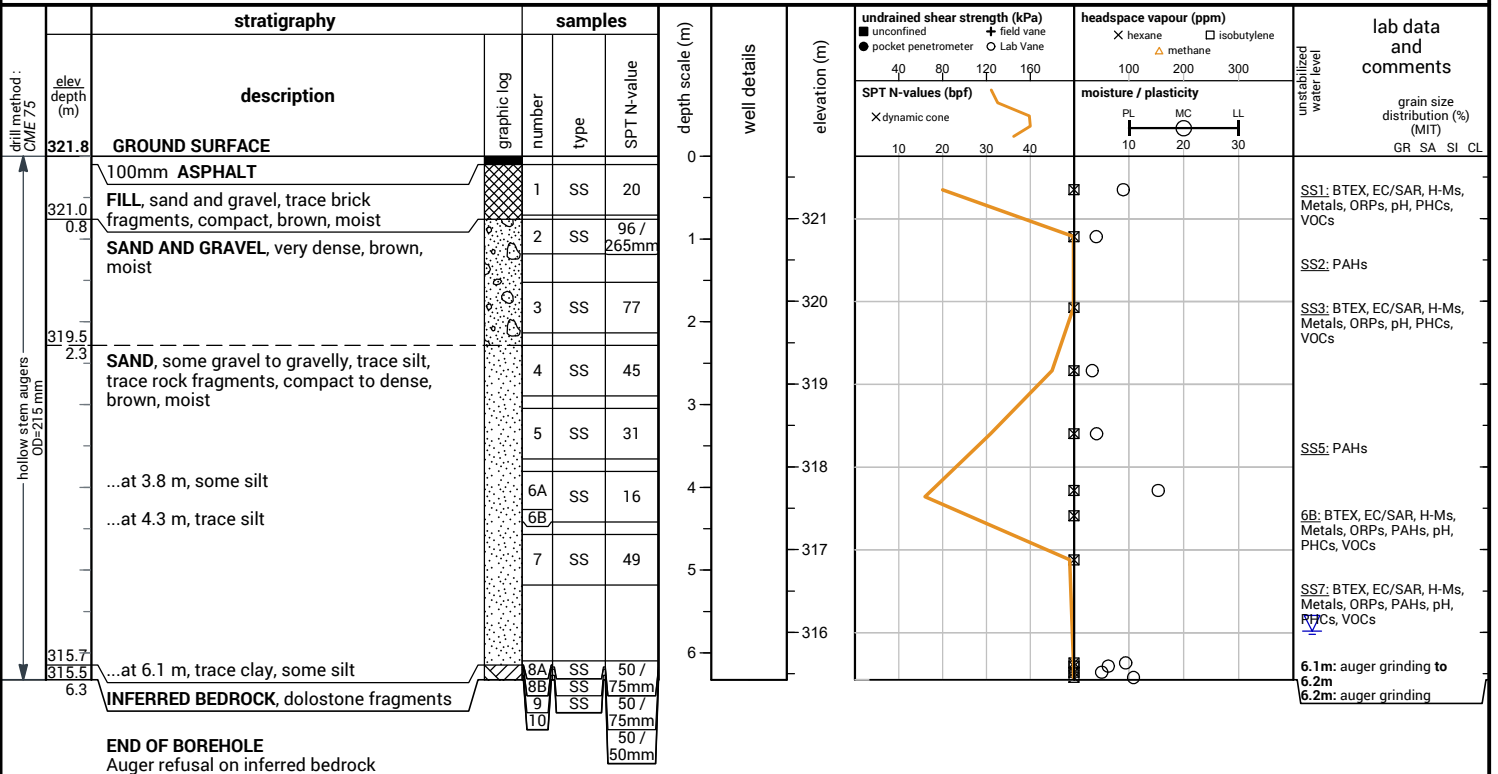 stratigraphy
samples
drill method :
CME 75
elev
depth
(m)
description
graphic log
number
type
SPT N-value
depth scale (m)
well details
elevation (m)
undrained shear strength (kPa)
unconfined
field vane
pocket penetrometer
Lab Vane
40 80 120 160
SPT N-values (bpf)
dynamic cone
10 20 30 40
headspace vapour (ppm)
hexane
isobutylene
methane
100 200 300
moisture / plasticity
PL MC LL
10 20 30
unstabilized
water level
lab data
and
comments
grain size
distribution (%)
(MIT)
GR SA SI CL
321.8 GROUND SURFACE
100mm ASPHALT
FILL, sand and gravel, trace brick
fragments, compact, brown, moist
321.0
0.8
SAND AND GRAVEL, very dense, brown,
moist
319.5
2.3
SAND, some gravel to gravelly, trace silt,
trace rock fragments, compact to dense,
brown, moist
...at 3.8 m, some silt
...at 4.3 m, trace silt
315.7
...at 6.1 m, trace clay, some silt
315.5
6.3
INFERRED BEDROCK, dolostone fragments
END OF BOREHOLE
Auger refusal on inferred bedrock
hollow stem augers
OD=215 mm
1 SS 20
2 SS 96 /
265mm
3 SS 77
4 SS 45
5 SS 31
6A SS 16
6B
7 SS 49
8A SS 50 /
75mm
8B SS
9 SS 50 /
75mm
10
50 /
50mm
0
1
2
3
4
5
6
321
320
319
318
317
316
SS1: BTEX, EC/SAR, H-Ms,
Metals, ORPs, pH, PHCs,
VOCs
SS2: PAHs
SS3: BTEX, EC/SAR, H-Ms,
Metals, ORPs, pH, PHCs,
VOCs
SS5: PAHs
6B: BTEX, EC/SAR, H-Ms,
Metals, ORPs, PAHs, pH,
PHCs, VOCs
SS7: BTEX, EC/SAR, H-Ms,
Metals, ORPs, PAHs, pH,
PHCs, VOCs
6.1m: auger grinding to
6.2m
6.2m: auger grinding